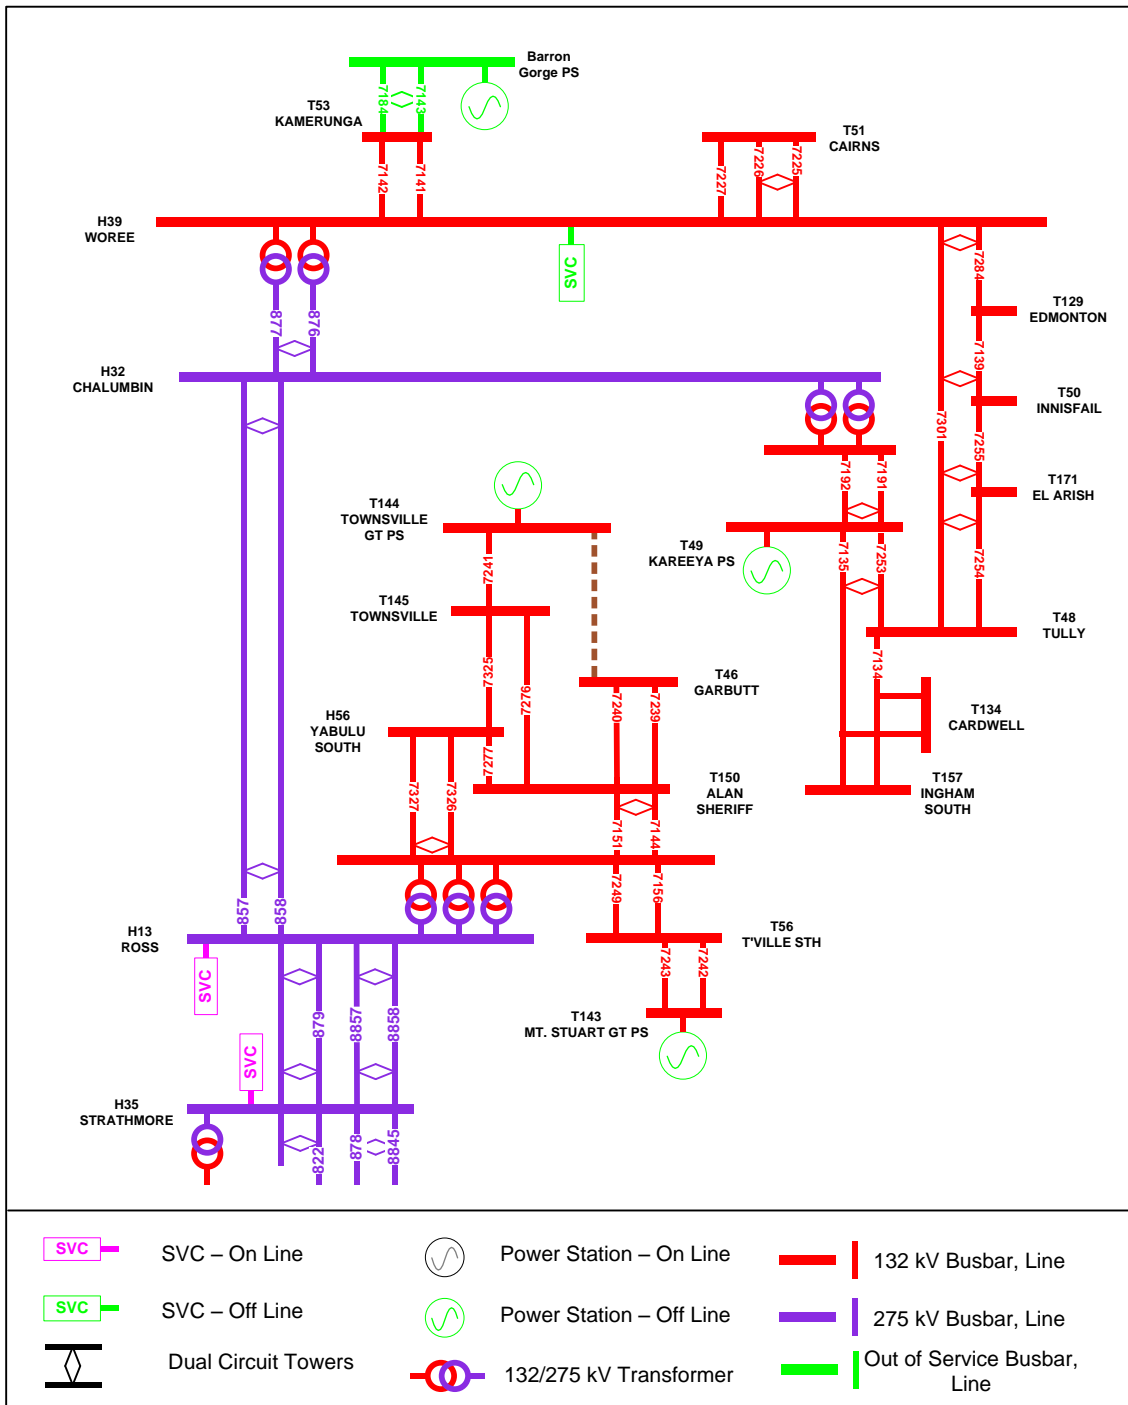 Barron
Gorge PS
7184
7143
T53
KAMERUNGA
7142
7141
T51
CAIRNS
7227
7226
7225
H39
WOREE
SVC
7284
877
876
T129
EDMONTON
7139
H32
CHALUMBIN
T50
INNISFAIL
7301
7255
T171
EL ARISH
7254
7192
7191
T144
TOWNSVILLE
GT PS
T49
KAREEYA PS
7135
7253
7241
T145
TOWNSVILLE
T48
TULLY
7134
7325
7276
T46
GARBUTT
7240
7239
T134
CARDWELL
H56
YABULU
SOUTH
7277
7327
7326
T150
ALAN
SHERIFF
T157
INGHAM
SOUTH
7151
7144
7249
7156
857
858
H13
ROSS
T56
T'VILLE STH
SVC
7243
7242
879
8857
8858
T143
MT. STUART GT PS
SVC
H35
STRATHMORE
822
878
8845
SVC
SVC – On Line
Power Station – On Line
132 kV Busbar, Line
SVC
SVC – Off Line
Power Station – Off Line
275 kV Busbar, Line
Dual Circuit Towers
132/275 kV Transformer
Out of Service Busbar,
Line